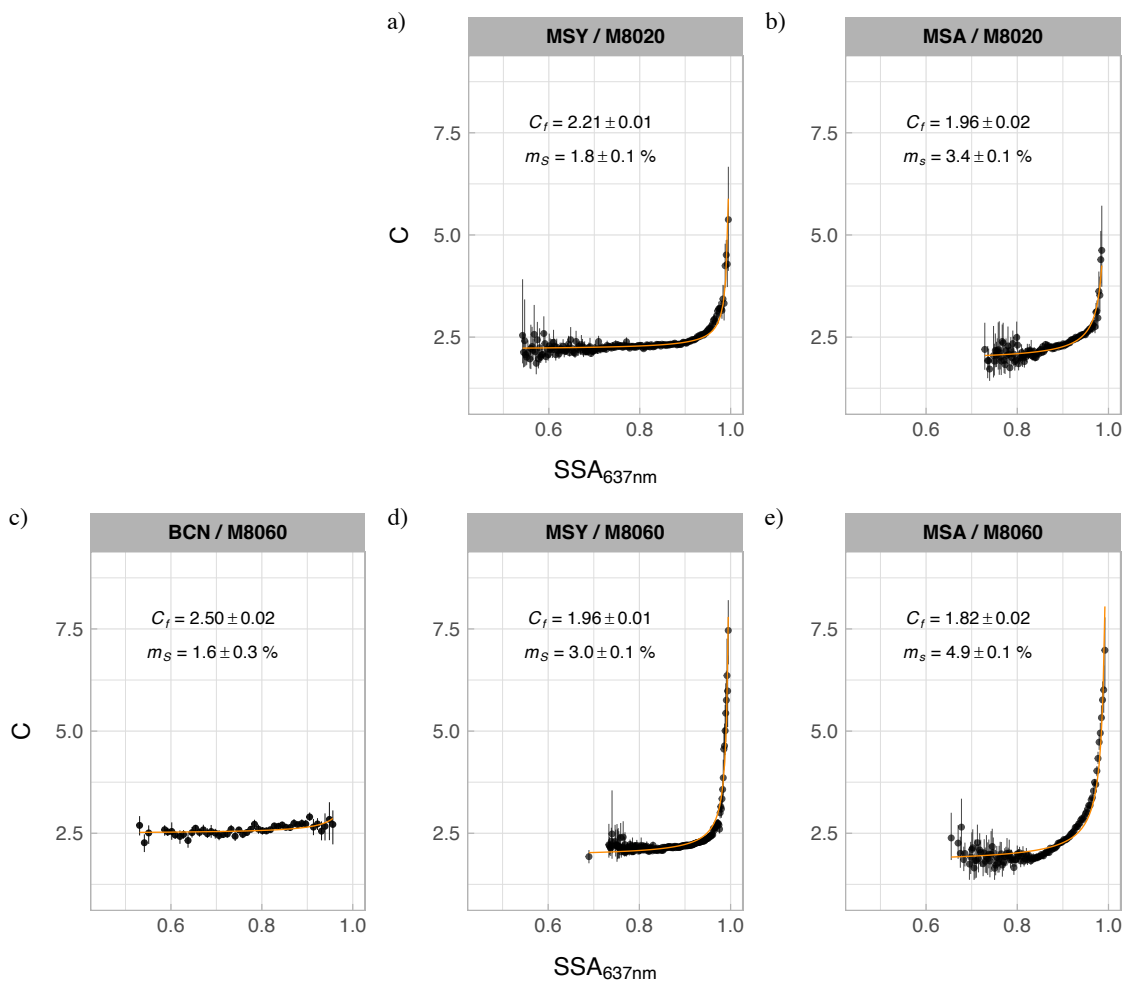 a)
MSY / M8020
b)
MSA / M8020
C
7.5
5.0
2.5
C_f = 2.21 ± 0.01
m_S = 1.8 ± 0.1 %
0.6 0.8 1.0
7.5
5.0
2.5
C_f = 1.96 ± 0.02
m_s = 3.4 ± 0.1 %
0.6 0.8 1.0
SSA637nm
c)
BCN / M8060
d)
MSY / M8060
e)
MSA / M8060
C
7.5
5.0
2.5
C_f = 2.50 ± 0.02
m_S = 1.6 ± 0.3 %
0.6 0.8 1.0
7.5
5.0
2.5
C_f = 1.96 ± 0.01
m_S = 3.0 ± 0.1 %
0.6 0.8 1.0
7.5
5.0
2.5
C_f = 1.82 ± 0.02
m_s = 4.9 ± 0.1 %
0.6 0.8 1.0
SSA637nm